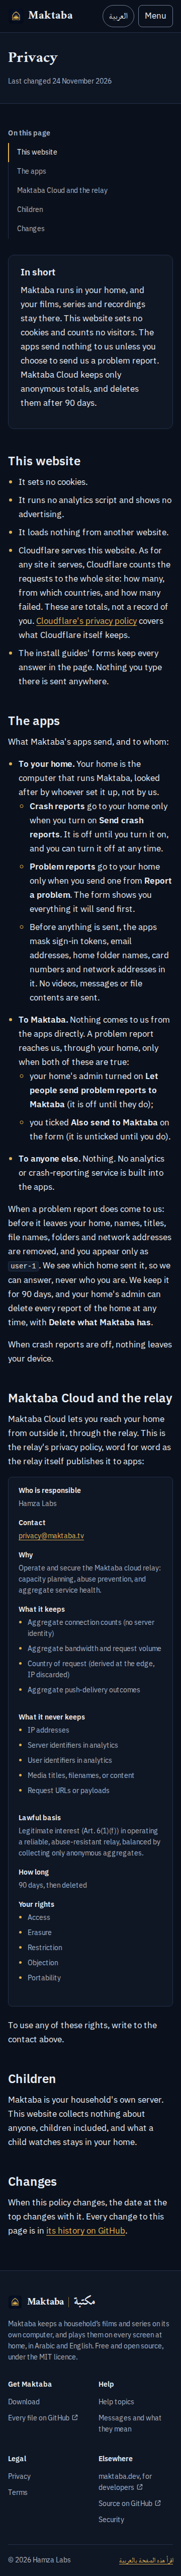 Maktaba
العربية
Menu
Privacy
Last changed 24 November 2026
On this page
This website
The apps
Maktaba Cloud and the relay
Children
Changes
In short
Maktaba runs in your home, and
your films, series and recordings
stay there. This website sets no
cookies and counts no visitors. The
apps send nothing to us unless you
choose to send us a problem report.
Maktaba Cloud keeps only
anonymous totals, and deletes
them after 90 days.
This website
It sets no cookies.
It runs no analytics script and shows no
advertising.
It loads nothing from another website.
Cloudflare serves this website. As for
any site it serves, Cloudflare counts the
requests to the whole site: how many,
from which countries, and how many
failed. These are totals, not a record of
you. Cloudflare's privacy policy covers
what Cloudflare itself keeps.
The install guides' forms keep every
answer in the page. Nothing you type
there is sent anywhere.
The apps
What Maktaba's apps send, and to whom:
To your home. Your home is the
computer that runs Maktaba, looked
after by whoever set it up, not by us.
Crash reports go to your home only
when you turn on Send crash
reports. It is off until you turn it on,
and you can turn it off at any time.
Problem reports go to your home
only when you send one from Report
a problem. The form shows you
everything it will send first.
Before anything is sent, the apps
mask sign-in tokens, email
addresses, home folder names, card
numbers and network addresses in
it. No videos, messages or file
contents are sent.
To Maktaba. Nothing comes to us from
the apps directly. A problem report
reaches us, through your home, only
when both of these are true:
your home's admin turned on Let
people send problem reports to
Maktaba (it is off until they do);
you ticked Also send to Maktaba on
the form (it is unticked until you do).
To anyone else. Nothing. No analytics
or crash-reporting service is built into
the apps.
When a problem report does come to us:
before it leaves your home, names, titles,
file names, folders and network addresses
are removed, and you appear only as
user-1. We see which home sent it, so we
can answer, never who you are. We keep it
for 90 days, and your home's admin can
delete every report of the home at any
time, with Delete what Maktaba has.
When crash reports are off, nothing leaves
your device.
Maktaba Cloud and the relay
Maktaba Cloud lets you reach your home
from outside it, through the relay. This is
the relay's privacy policy, word for word as
the relay itself publishes it to apps:
Who is responsible
Hamza Labs
Contact
privacy@maktaba.tv
Why
Operate and secure the Maktaba cloud relay:
capacity planning, abuse prevention, and
aggregate service health.
What it keeps
Aggregate connection counts (no server
identity)
Aggregate bandwidth and request volume
Country of request (derived at the edge,
IP discarded)
Aggregate push-delivery outcomes
What it never keeps
IP addresses
Server identifiers in analytics
User identifiers in analytics
Media titles, filenames, or content
Request URLs or payloads
Lawful basis
Legitimate interest (Art. 6(1)(f)) in operating
a reliable, abuse-resistant relay, balanced by
collecting only anonymous aggregates.
How long
90 days, then deleted
Your rights
Access
Erasure
Restriction
Objection
Portability
To use any of these rights, write to the
contact above.
Children
Maktaba is your household's own server.
This website collects nothing about
anyone, children included, and what a
child watches stays in your home.
Changes
When this policy changes, the date at the
top changes with it. Every change to this
page is in its history on GitHub.
Maktaba | مكتبة
Maktaba keeps a household's films and series on its
own computer, and plays them on every screen at
home, in Arabic and English. Free and open source,
under the MIT licence.
Get Maktaba
Download
Every file on GitHub
Help
Help topics
Messages and what
they mean
Legal
Privacy
Terms
Elsewhere
maktaba.dev, for
developers
Source on GitHub
Security
© 2026 Hamza Labs
اقرأ هذه الصفحة بالعربية